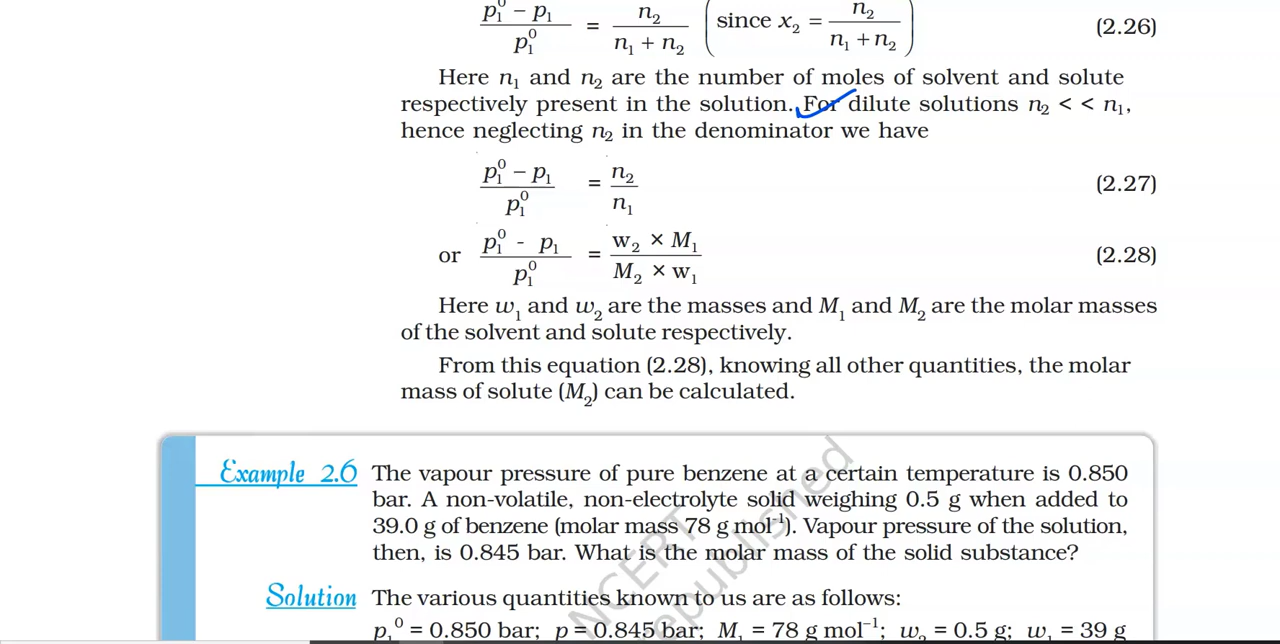 p₁⁰ – p₁ / p₁⁰ = n₂ / n₁ + n₂ (since x₂ = n₂ / n₁ + n₂) (2.26)
Here n₁ and n₂ are the number of moles of solvent and solute
respectively present in the solution. For dilute solutions n₂ < < n₁,
hence neglecting n₂ in the denominator we have
p₁⁰ – p₁ / p₁⁰ = n₂ / n₁ (2.27)
or p₁⁰ - p₁ / p₁⁰ = w₂ × M₁ / M₂ × w₁ (2.28)
Here w₁ and w₂ are the masses and M₁ and M₂ are the molar masses
of the solvent and solute respectively.
From this equation (2.28), knowing all other quantities, the molar
mass of solute (M₂) can be calculated.
Example 2.6 The vapour pressure of pure benzene at a certain temperature is 0.850
bar. A non-volatile, non-electrolyte solid weighing 0.5 g when added to
39.0 g of benzene (molar mass 78 g mol⁻¹). Vapour pressure of the solution,
then, is 0.845 bar. What is the molar mass of the solid substance?
Solution The various quantities known to us are as follows:
p₁⁰ = 0.850 bar; p = 0.845 bar; M₁ = 78 g mol⁻¹; w₂ = 0.5 g; w₁ = 39 g
NCERT
republished